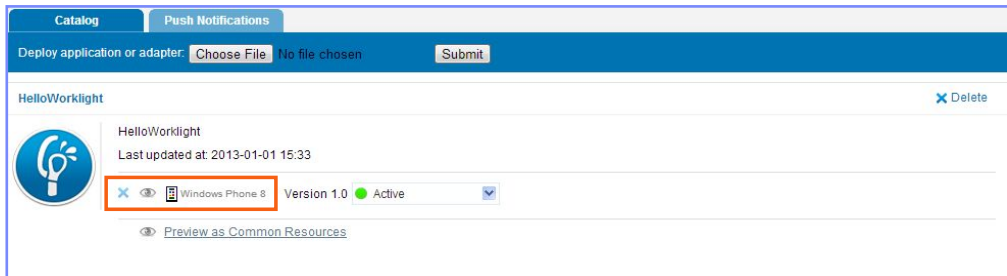 Catalog Push Notifications
Deploy application or adapter: Choose File No file chosen Submit
HelloWorklight Delete
HelloWorklight
Last updated at: 2013-01-01 15:33
Windows Phone 8 Version 1.0 Active
Preview as Common Resources